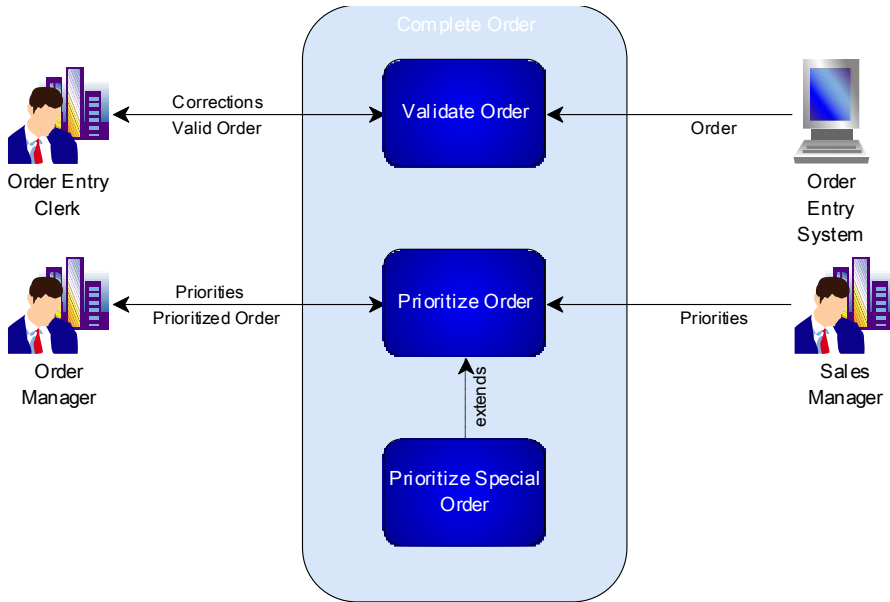 Complete Order
Corrections
Valid Order
Validate Order
Order
Order Entry
Clerk
Order
Entry
System
Priorities
Prioritized Order
Prioritize Order
Priorities
Order
Manager
Sales
Manager
extends
Prioritize Special
Order